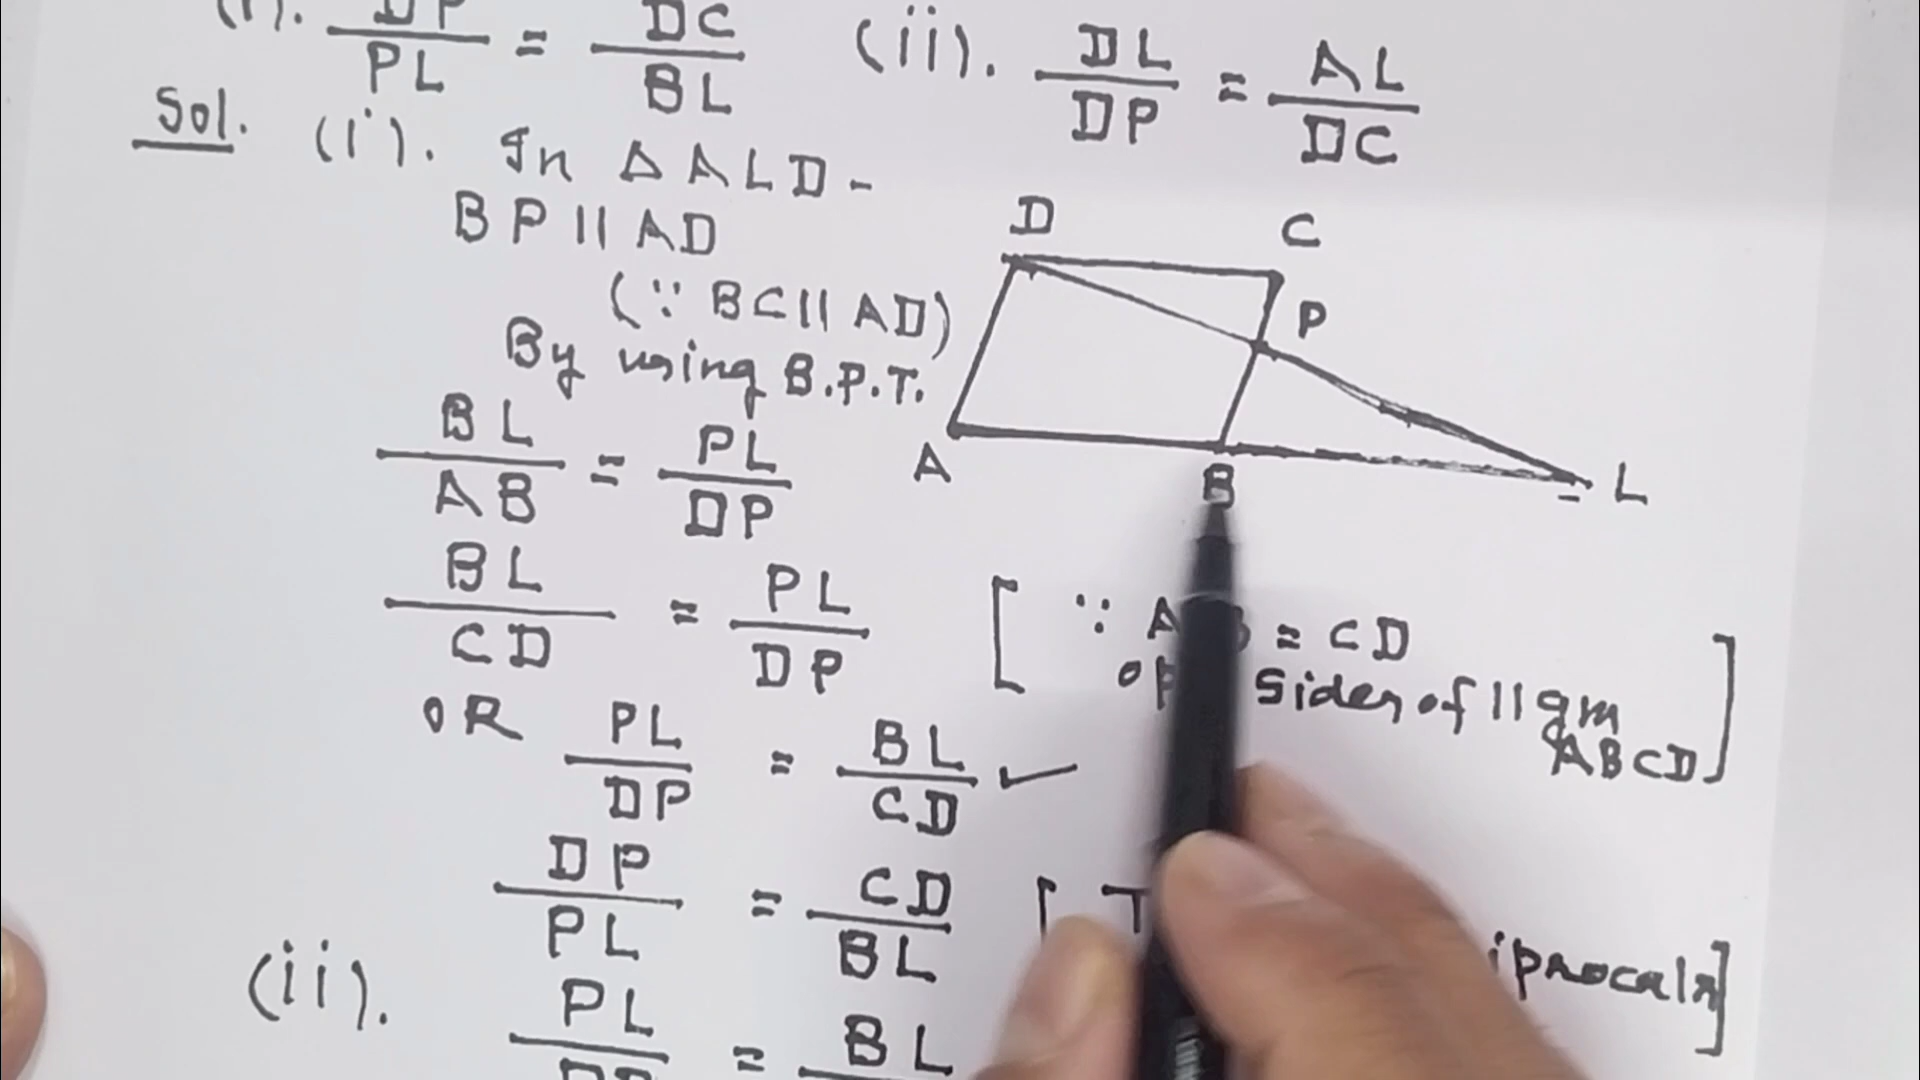 (i). DP/PL = DC/BL (ii). DL/DP = AL/DC
Sol. (i). In ΔALD -
BP || AD
(∵ BC || AD)
By using B.P.T.
BL/AB = PL/DP
BL/CD = PL/DP [∵ = CD
Sides of ||gm
ABCD]
OR PL/DP = BL/CD ✓
DP/PL = CD/BL [
(ii). PL/DP = BL
D
C
P
A
B
L